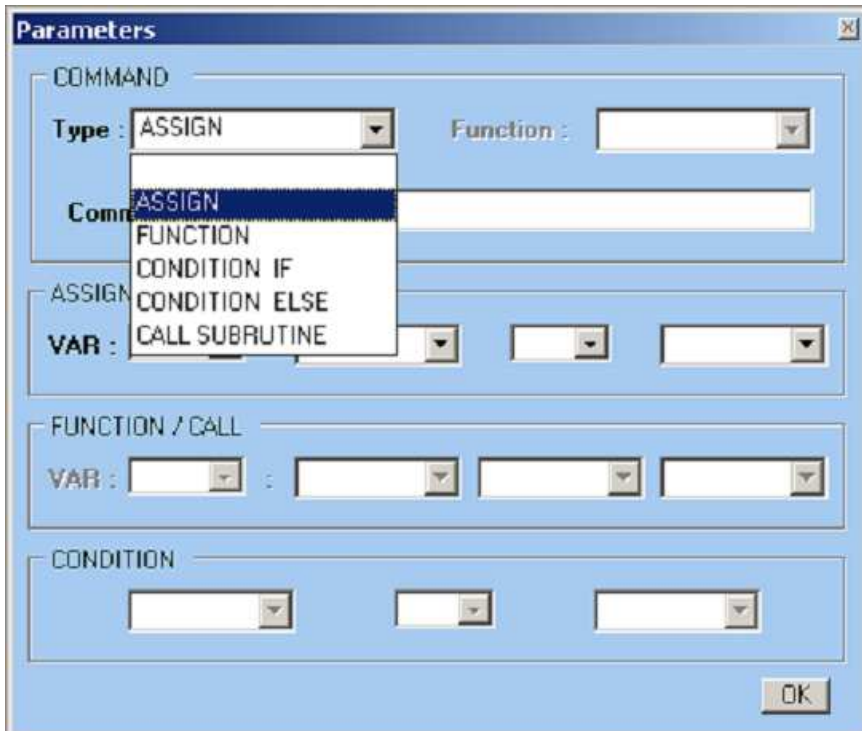 Parameters
COMMAND
Type : ASSIGN
Function :
ASSIGN
Comm
FUNCTION
CONDITION IF
CONDITION ELSE
CALL SUBRUTINE
ASSIGN
VAR :
FUNCTION / CALL
VAR : :
CONDITION
OK